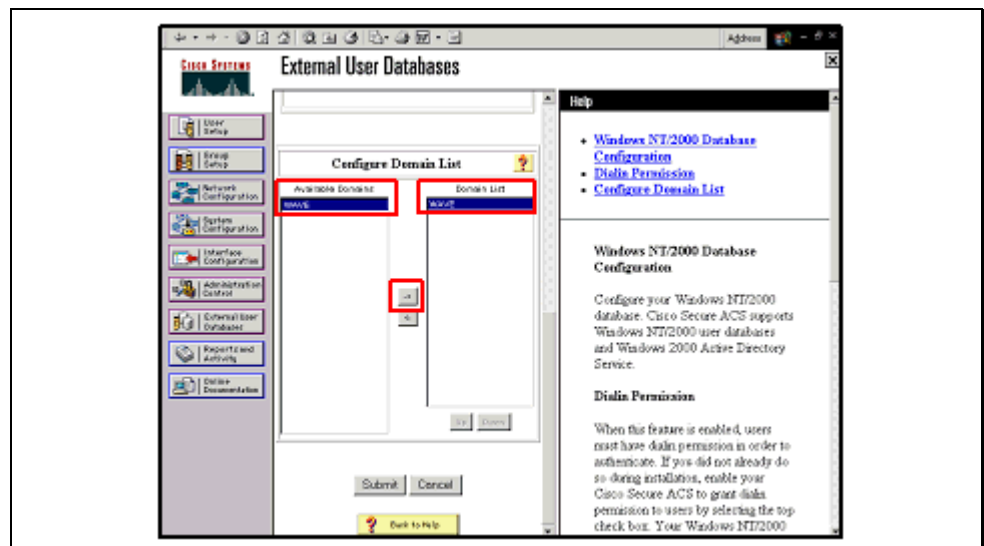 Address
CISCO SYSTEMS
External User Databases
User
Setup
Group
Setup
Network
Configuration
System
Configuration
Interface
Configuration
Administration
Control
External User
Databases
Reports and
Activity
Online
Documentation
Configure Domain List
Available Domains
WAVE
Domain List
WAVE
->
<-
Up
Down
Submit
Cancel
Back to Help
Help
Windows NT/2000 Database
Configuration
Dialin Permission
Configure Domain List
Windows NT/2000 Database
Configuration
Configure your Windows NT/2000
database. Cisco Secure ACS supports
Windows NT/2000 user databases
and Windows 2000 Active Directory
Service.
Dialin Permission
When this feature is enabled, users
must have dialin permission in order to
authenticate. If you did not already do
so during installation, enable your
Cisco Secure ACS to grant dialin
permission to users by selecting the top
check box. Your Windows NT/2000